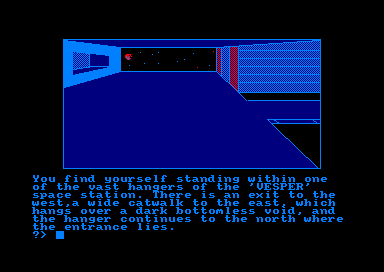 You find yourself standing within one
of the vast hangers of the 'VESPER'
space station. There is an exit to the
west,a wide catwalk to the east, which
hangs over a dark bottomless void, and
the hanger continues to the north where
the entrance lies.
?>